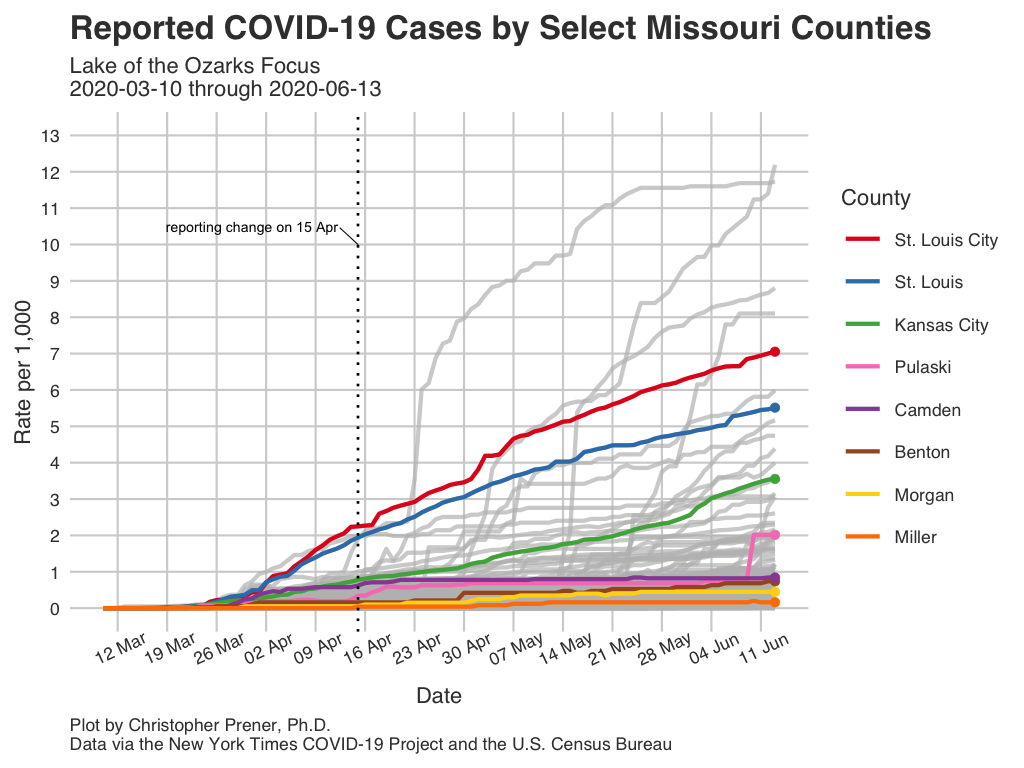 Reported COVID-19 Cases by Select Missouri Counties
Lake of the Ozarks Focus
2020-03-10 through 2020-06-13
13
12
11
10
9
8
7
6
5
4
3
2
1
0
Rate per 1,000
reporting change on 15 Apr
12 Mar
19 Mar
26 Mar
02 Apr
09 Apr
16 Apr
23 Apr
30 Apr
07 May
14 May
21 May
28 May
04 Jun
11 Jun
Date
County
St. Louis City
St. Louis
Kansas City
Pulaski
Camden
Benton
Morgan
Miller
Plot by Christopher Prener, Ph.D.
Data via the New York Times COVID-19 Project and the U.S. Census Bureau